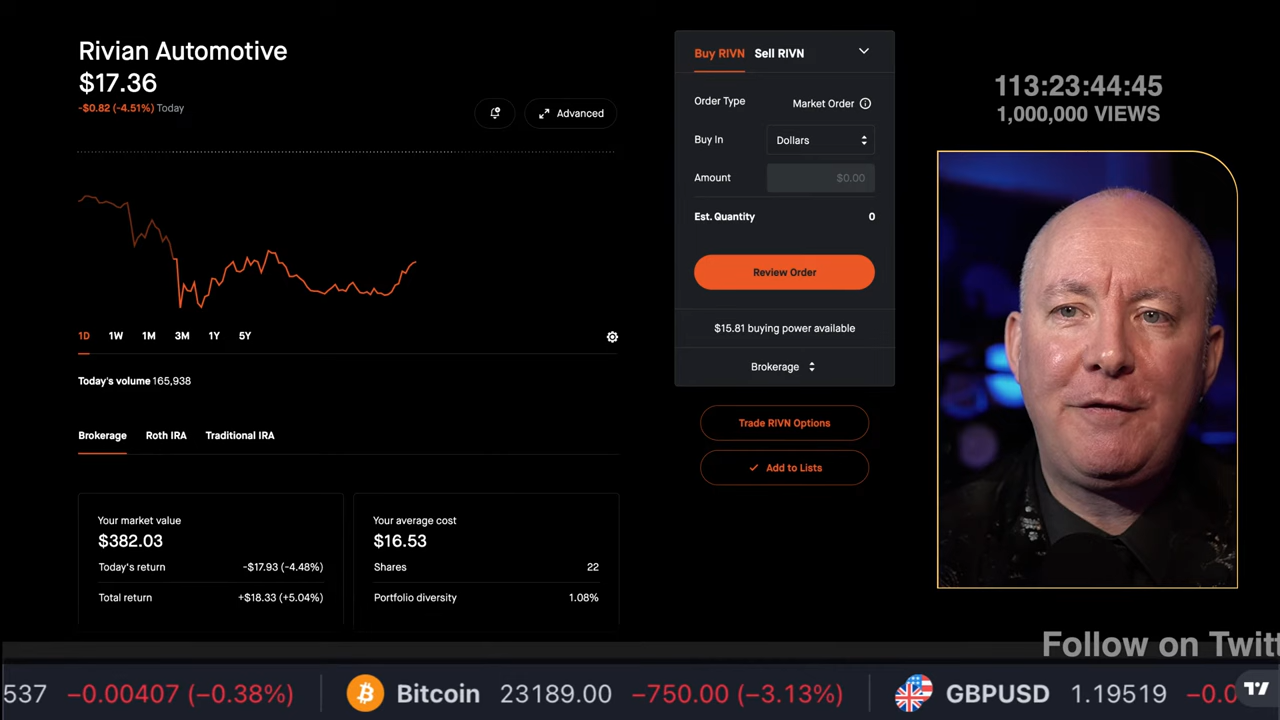 Rivian Automotive
$17.36
-$0.82 (-4.51%) Today
Advanced
1D 1W 1M 3M 1Y 5Y
Today's volume 165,938
Brokerage Roth IRA Traditional IRA
Your market value
$382.03
Today's return -$17.93 (-4.48%)
Total return +$18.33 (+5.04%)
Your average cost
$16.53
Shares 22
Portfolio diversity 1.08%
Buy RIVN Sell RIVN
Order Type Market Order
Buy In Dollars
Amount $0.00
Est. Quantity 0
Review Order
$15.81 buying power available
Brokerage
Trade RIVN Options
Add to Lists
113:23:44:45
1,000,000 VIEWS
Follow on Twitt
537 −0.00407 (−0.38%) Bitcoin 23189.00 −750.00 (−3.13%) GBPUSD 1.19519 −0.0